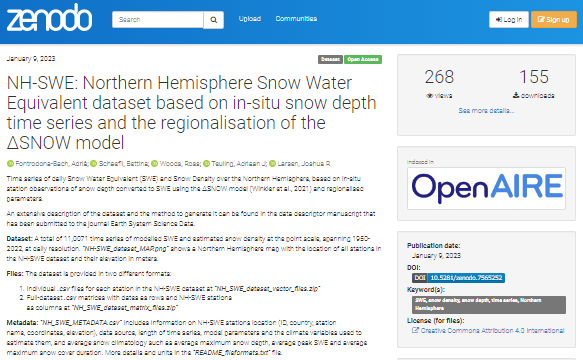 zenodo
Search
Upload
Communities
Log in
Sign up
January 9, 2023
Dataset
Open Access
NH-SWE: Northern Hemisphere Snow Water
Equivalent dataset based on in-situ snow depth
time series and the regionalisation of the
ΔSNOW model
Fontrodona-Bach, Adrià; Schaefli, Bettina; Woods, Ross; Teuling, Adriaan J; Larsen, Joshua R
Time series of daily Snow Water Equivalent (SWE) and Snow Density over the Northern Hemisphere, based on in-situ
station observations of snow depth converted to SWE using the ΔSNOW model (Winkler et al., 2021) and regionalised
parameters.
An extensive description of the dataset and the method to generate it can be found in the data descriptor manuscript that
has been submitted to the journal Earth System Science Data.
Dataset: A total of 11,0071 time series of modelled SWE and estimated snow density at the point scale, spanning 1950-
2022, at daily resolution. "NH-SWE_dataset_MAP.png" shows a Northern Hemisphere map with the location of all stations in
the NH-SWE dataset and their elevation in meters.
Files: The dataset is provided in two different formats:
1. Individual .csv files for each station in the NH-SWE dataset at "NH_SWE_dataset_vector_files.zip"
2. Full-dataset .csv matrices with dates as rows and NH-SWE stations
as columns at "NH_SWE_dataset_matrix_files.zip"
Metadata: "NH_SWE_METADATA.csv" includes information on NH-SWE stations location (ID, country, station
name, coordinates, elevation), data source, length of time series, model parameters and the climate variables used to
estimate them, and average snow climatology such as average maximum snow depth, average peak SWE and average
maximum snow cover duration. More details and units in the "README_fileformats.txt" file.
268
155
views
downloads
See more details...
Indexed in
OpenAIRE
Publication date:
January 9, 2023
DOI:
DOI 10.5281/zenodo.7565252
Keyword(s):
SWE, snow density, snow depth, time series, Northern
Hemisphere
License (for files):
Creative Commons Attribution 4.0 International